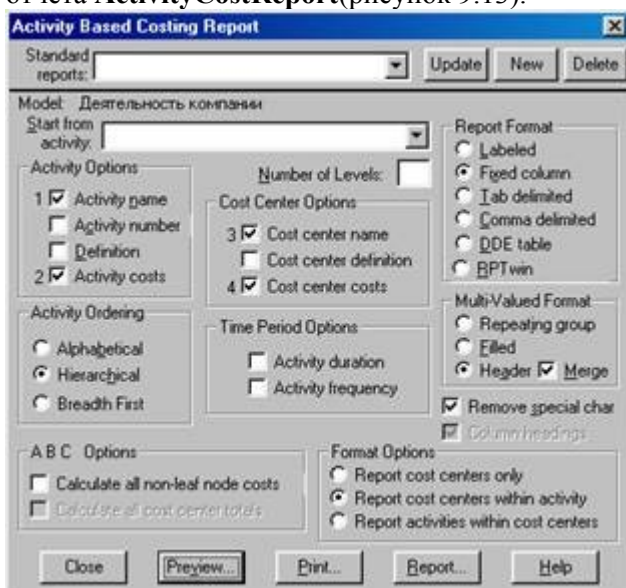 отчета ActivityCostReport(рисунок 9.13).
Activity Based Costing Report
Standard reports:
Update
New
Delete
Model: Деятельность компании
Start from activity:
Number of Levels:
Activity Options
1 Activity name
Activity number
Definition
2 Activity costs
Cost Center Options
3 Cost center name
Cost center definition
4 Cost center costs
Report Format
Labeled
Fixed column
Tab delimited
Comma delimited
DDE table
RPTwin
Activity Ordering
Alphabetical
Hierarchical
Breadth First
Time Period Options
Activity duration
Activity frequency
Multi-Valued Format
Repeating group
Filled
Header Merge
Remove special char
Column headings
A B C Options
Calculate all non-leaf node costs
Calculate all cost center totals
Format Options
Report cost centers only
Report cost centers within activity
Report activities within cost centers
Close
Preview...
Print...
Report...
Help